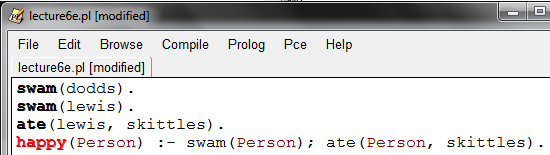 lecture6e.pl [modified]
File Edit Browse Compile Prolog Pce Help
lecture6e.pl [modified]
swam(dodds).
swam(lewis).
ate(lewis, skittles).
happy(Person) :- swam(Person); ate(Person, skittles).